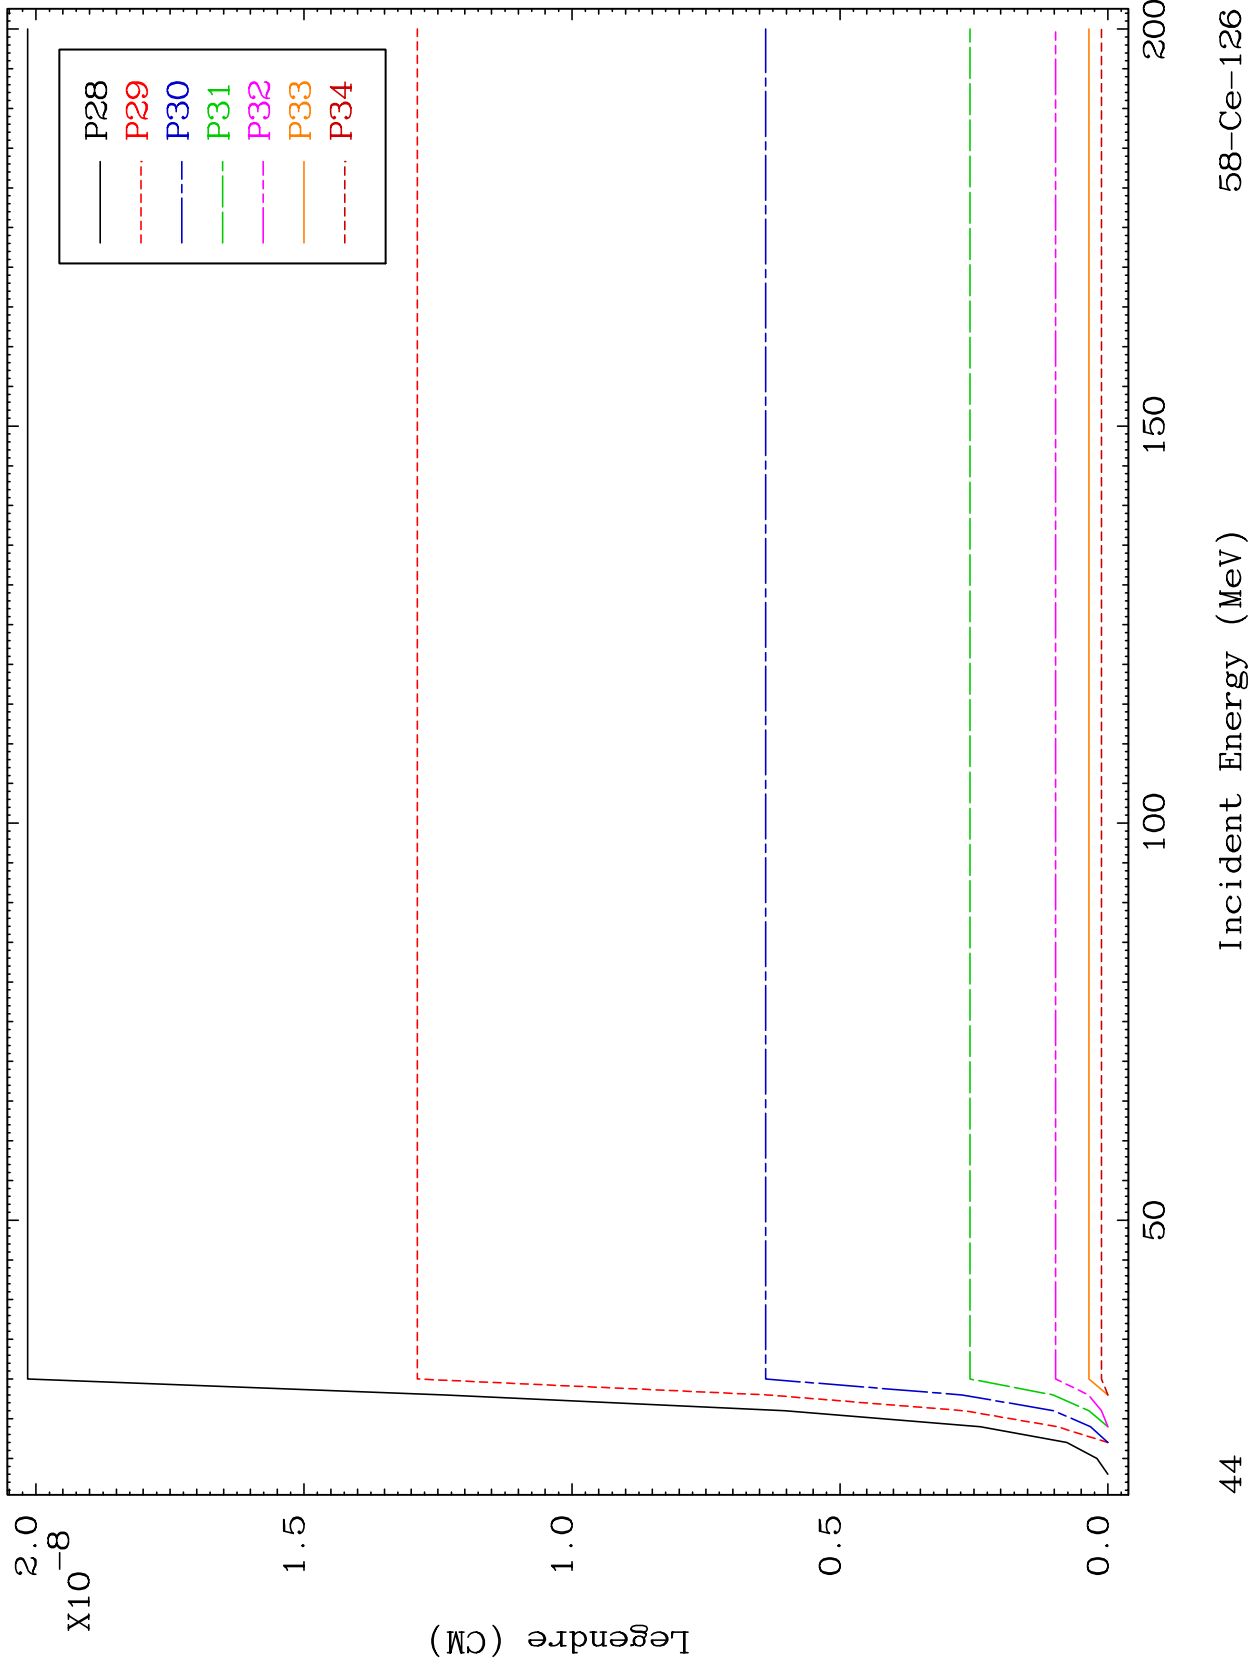 2.0
X10-8
1.5
1.0
0.5
0.0
Legendre (CM)
P28
P29
P30
P31
P32
P33
P34
50
100
150
200
Incident Energy (MeV)
44
58-Ce-126